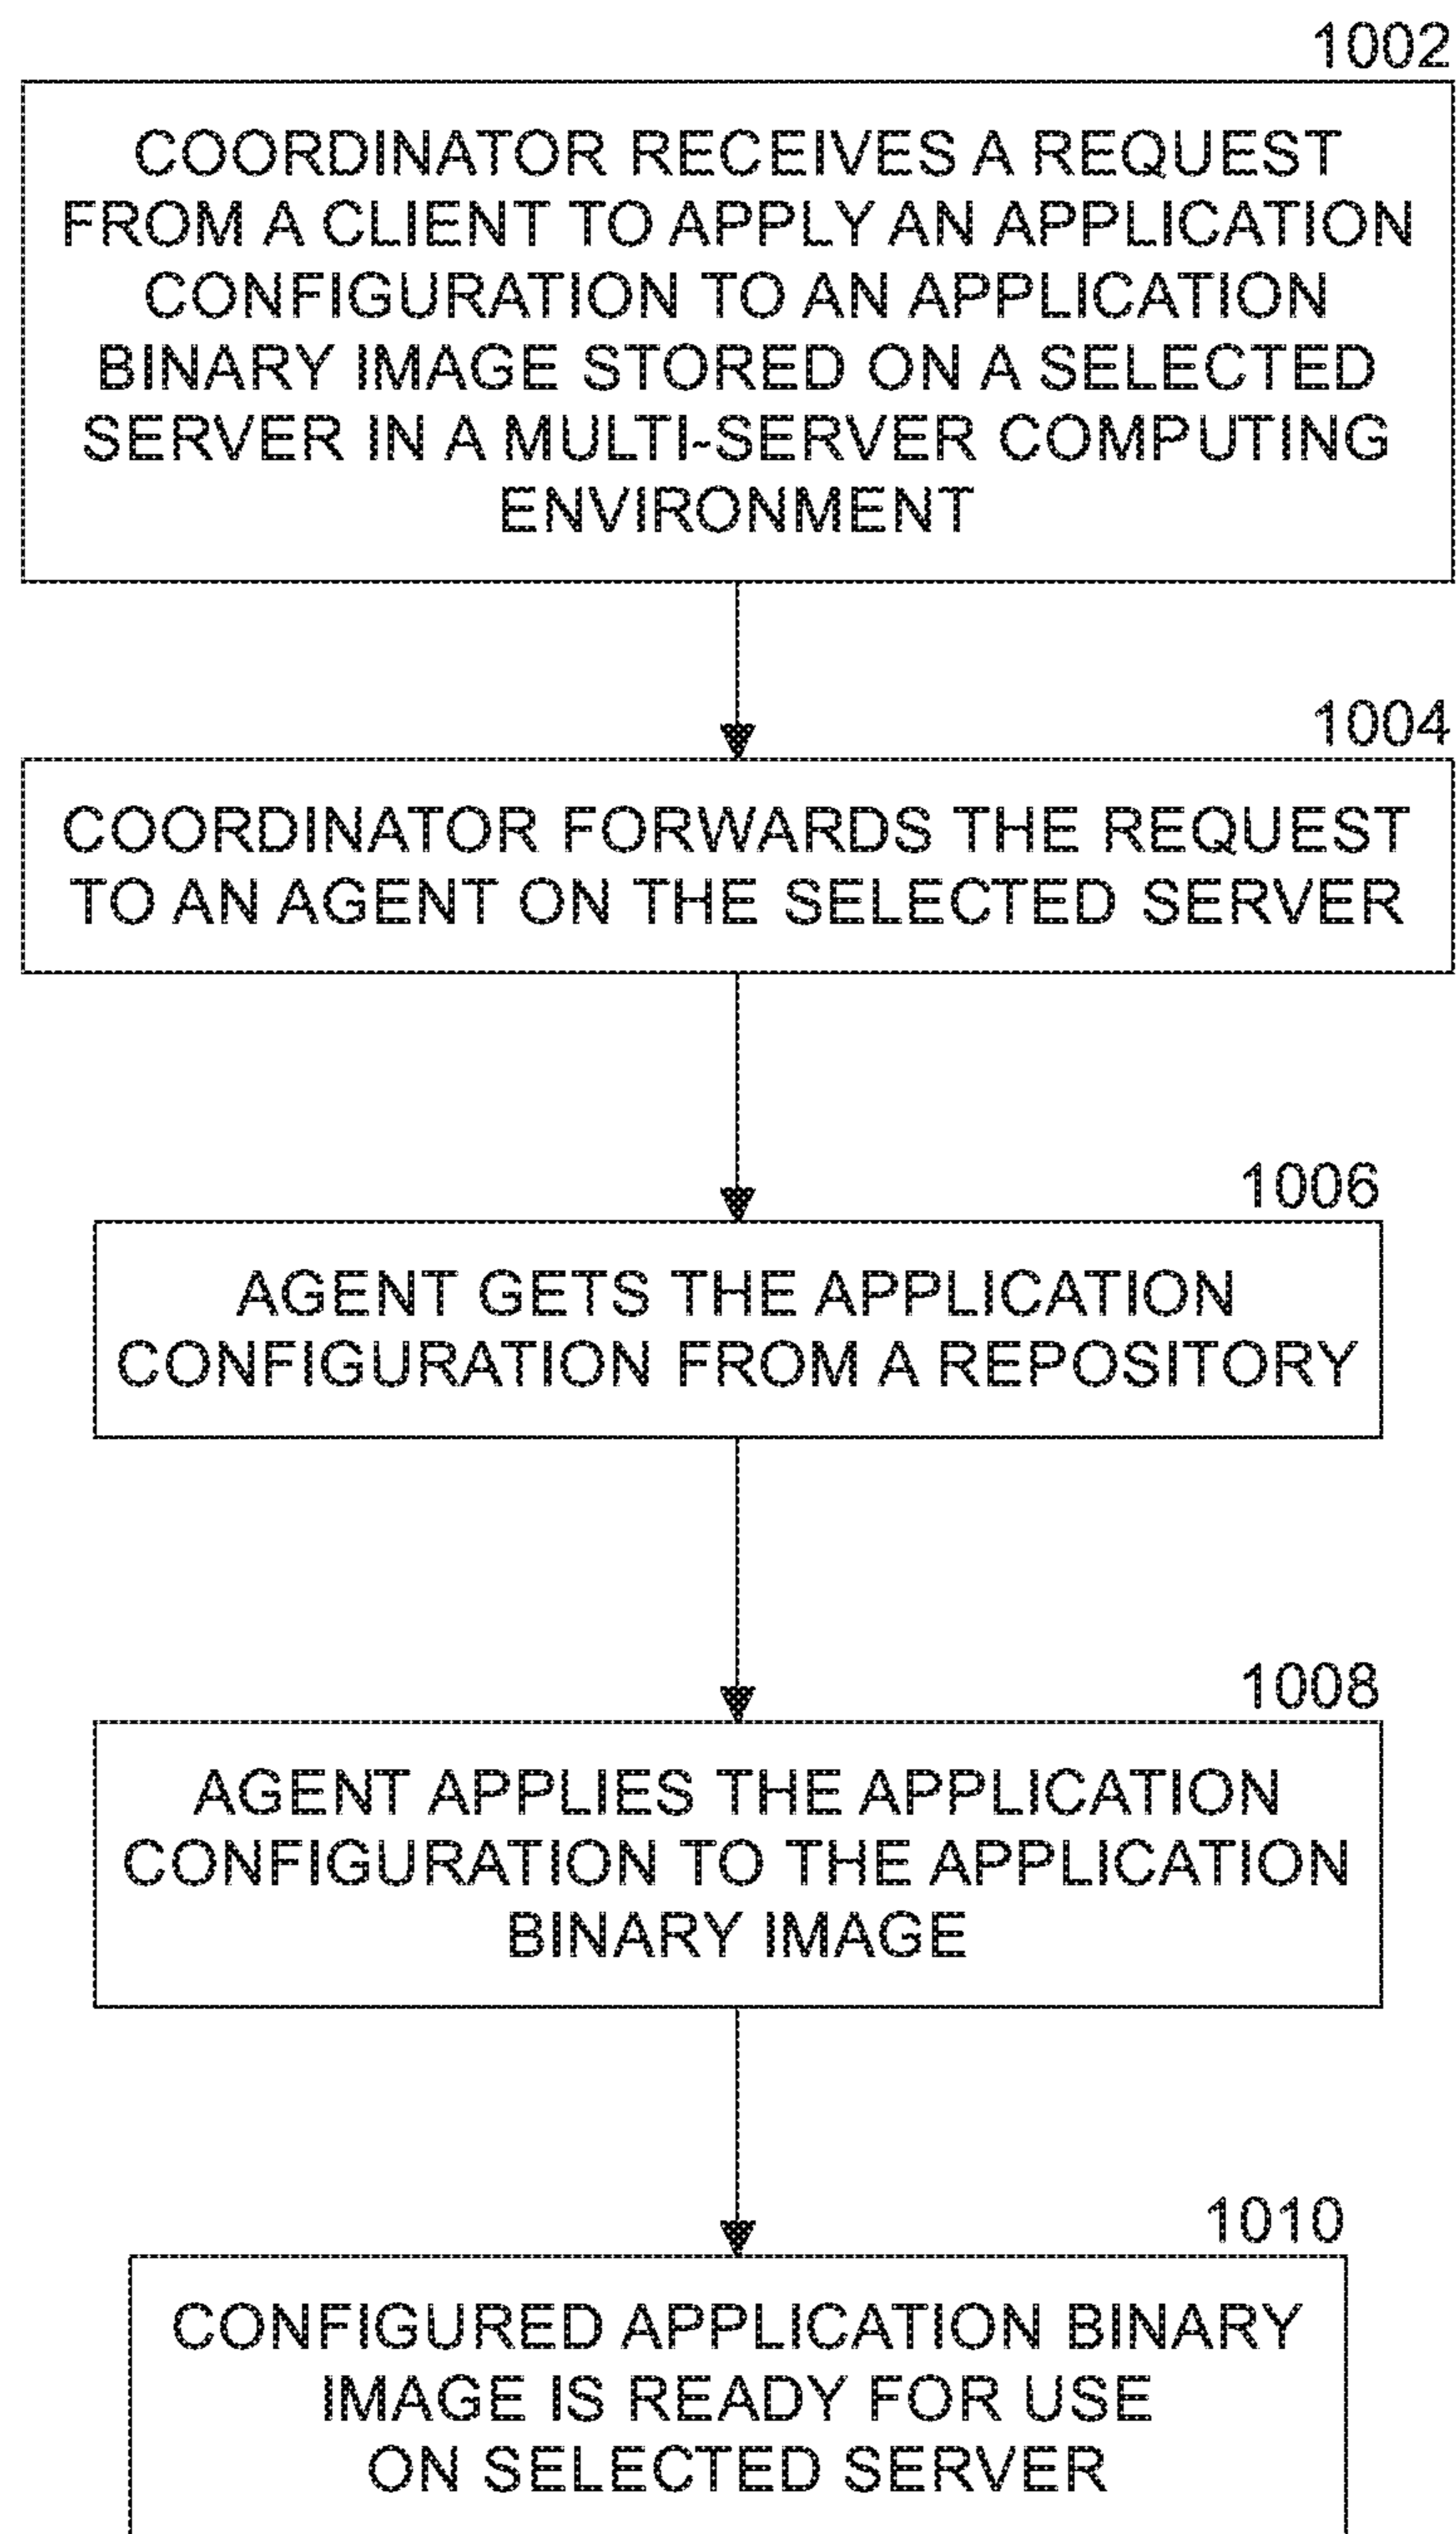 1002
COORDINATOR RECEIVES A REQUEST
FROM A CLIENT TO APPLY AN APPLICATION
CONFIGURATION TO AN APPLICATION
BINARY IMAGE STORED ON A SELECTED
SERVER IN A MULTI-SERVER COMPUTING
ENVIRONMENT
1004
COORDINATOR FORWARDS THE REQUEST
TO AN AGENT ON THE SELECTED SERVER
1006
AGENT GETS THE APPLICATION
CONFIGURATION FROM A REPOSITORY
1008
AGENT APPLIES THE APPLICATION
CONFIGURATION TO THE APPLICATION
BINARY IMAGE
1010
CONFIGURED APPLICATION BINARY
IMAGE IS READY FOR USE
ON SELECTED SERVER